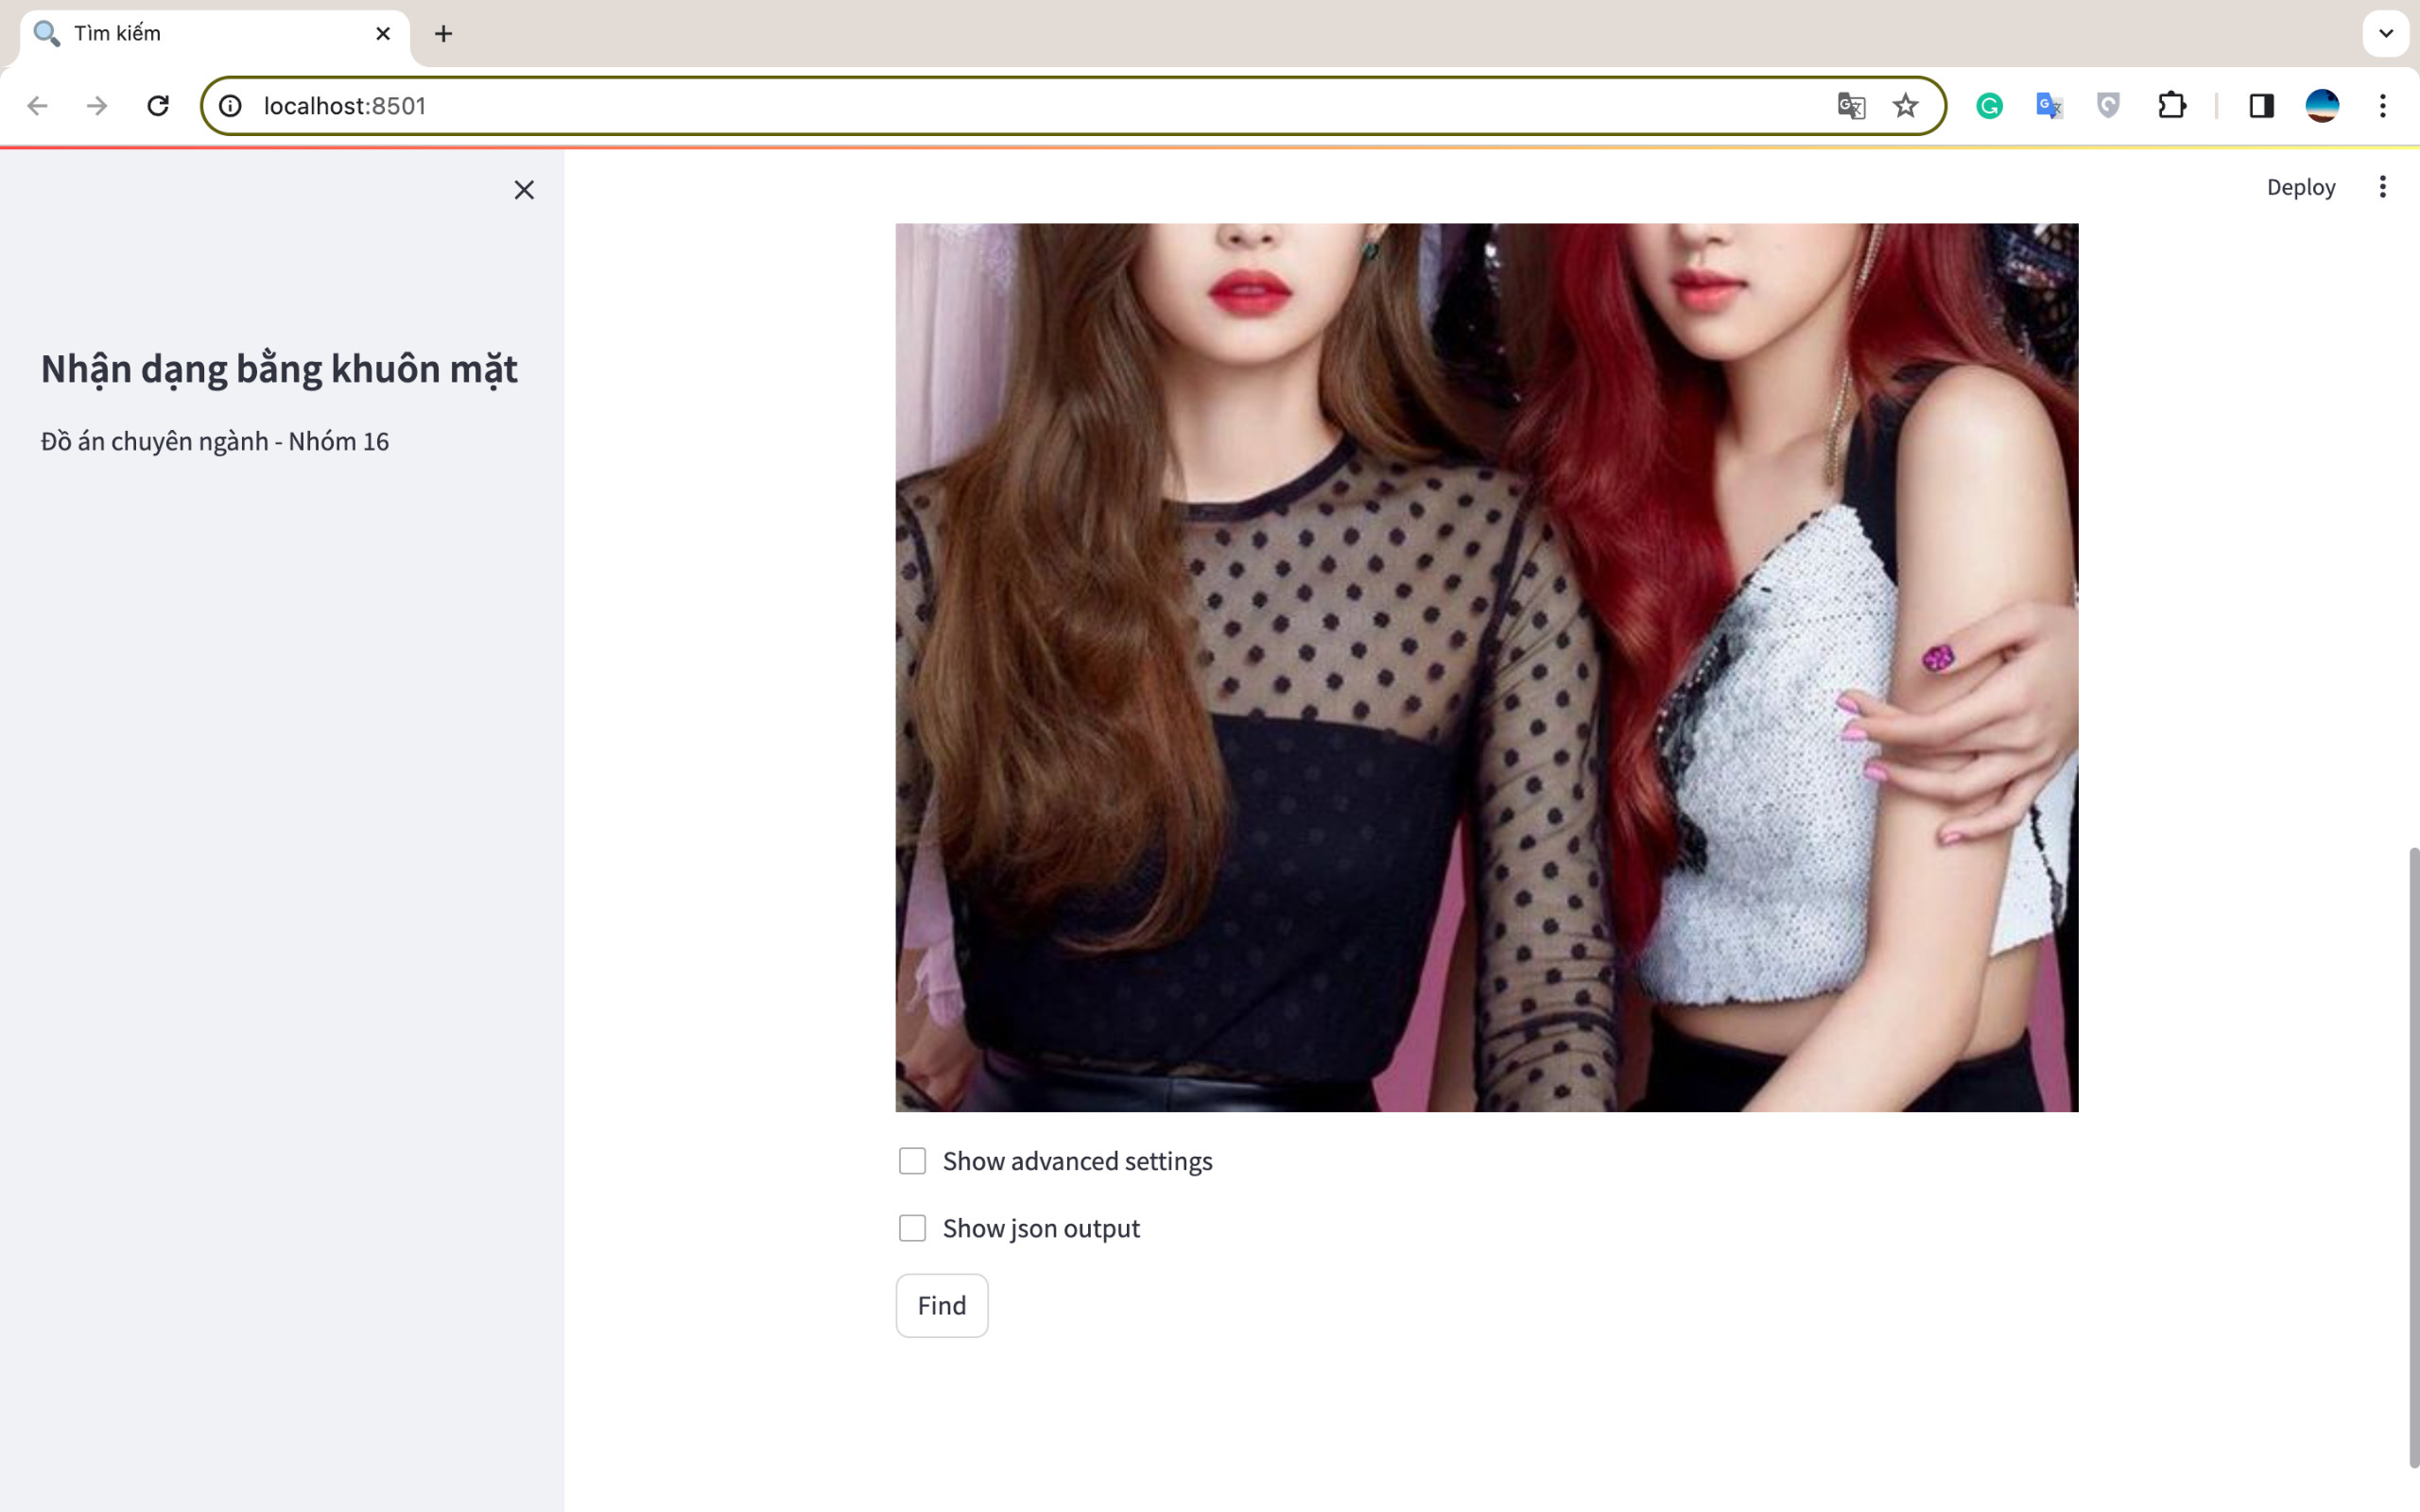 Tìm kiếm
localhost:8501
Deploy
Nhận dạng bằng khuôn mặt
Đồ án chuyên ngành - Nhóm 16
Show advanced settings
Show json output
Find